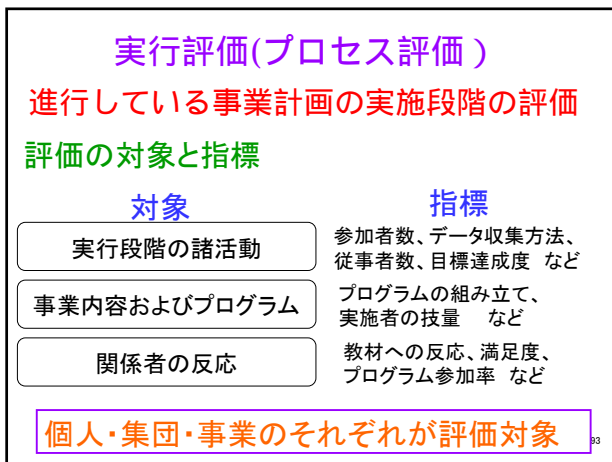 実行評価(プロセス評価 )
進行している事業計画の実施段階の評価
評価の対象と指標
対象
指標
実行段階の諸活動
参加者数、データ収集方法、
従事者数、目標達成度 など
事業内容およびプログラム
プログラムの組み立て、
実施者の技量 など
関係者の反応
教材への反応、満足度、
プログラム参加率 など
個人・集団・事業のそれぞれが評価対象
93